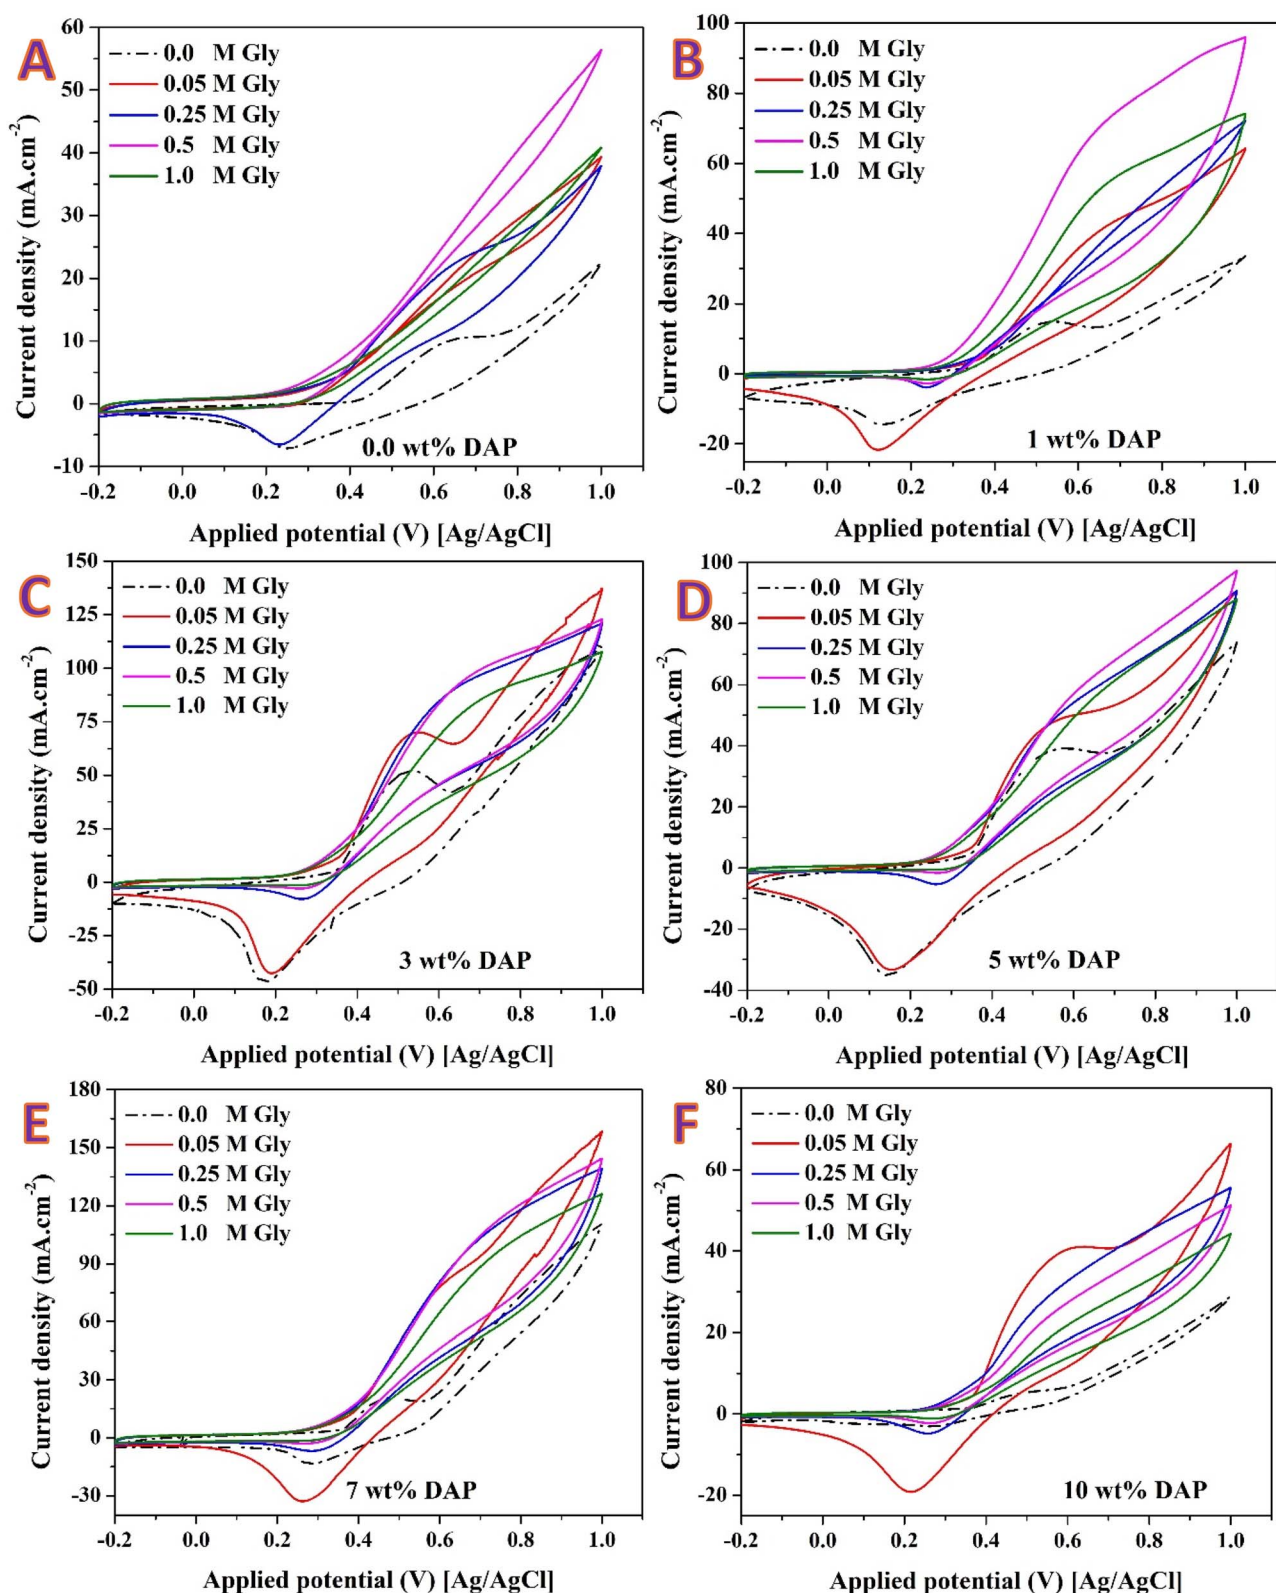 A
60
50
40
30
20
10
0
-10
Current density (mA.cm-2)
0.0 M Gly
0.05 M Gly
0.25 M Gly
0.5 M Gly
1.0 M Gly
0.0 wt% DAP
-0.2 0.0 0.2 0.4 0.6 0.8 1.0
Applied potential (V) [Ag/AgCl]
B
100
80
60
40
20
0
-20
Current density (mA.cm-2)
0.0 M Gly
0.05 M Gly
0.25 M Gly
0.5 M Gly
1.0 M Gly
1 wt% DAP
-0.2 0.0 0.2 0.4 0.6 0.8 1.0
Applied potential (V) [Ag/AgCl]
C
150
125
100
75
50
25
0
-25
-50
Current density (mA.cm-2)
0.0 M Gly
0.05 M Gly
0.25 M Gly
0.5 M Gly
1.0 M Gly
3 wt% DAP
-0.2 0.0 0.2 0.4 0.6 0.8 1.0
Applied potential (V) [Ag/AgCl]
D
100
80
60
40
20
0
-20
-40
Current density (mA.cm-2)
0.0 M Gly
0.05 M Gly
0.25 M Gly
0.5 M Gly
1.0 M Gly
5 wt% DAP
-0.2 0.0 0.2 0.4 0.6 0.8 1.0
Applied potential (V) [Ag/AgCl]
E
180
150
120
90
60
30
0
-30
Current density (mA.cm-2)
0.0 M Gly
0.05 M Gly
0.25 M Gly
0.5 M Gly
1.0 M Gly
7 wt% DAP
-0.2 0.0 0.2 0.4 0.6 0.8 1.0
Applied potential (V) [Ag/AgCl]
F
80
60
40
20
0
-20
Current density (mA.cm-2)
0.0 M Gly
0.05 M Gly
0.25 M Gly
0.5 M Gly
1.0 M Gly
10 wt% DAP
-0.2 0.0 0.2 0.4 0.6 0.8 1.0
Applied potential (V) [Ag/AgCl]